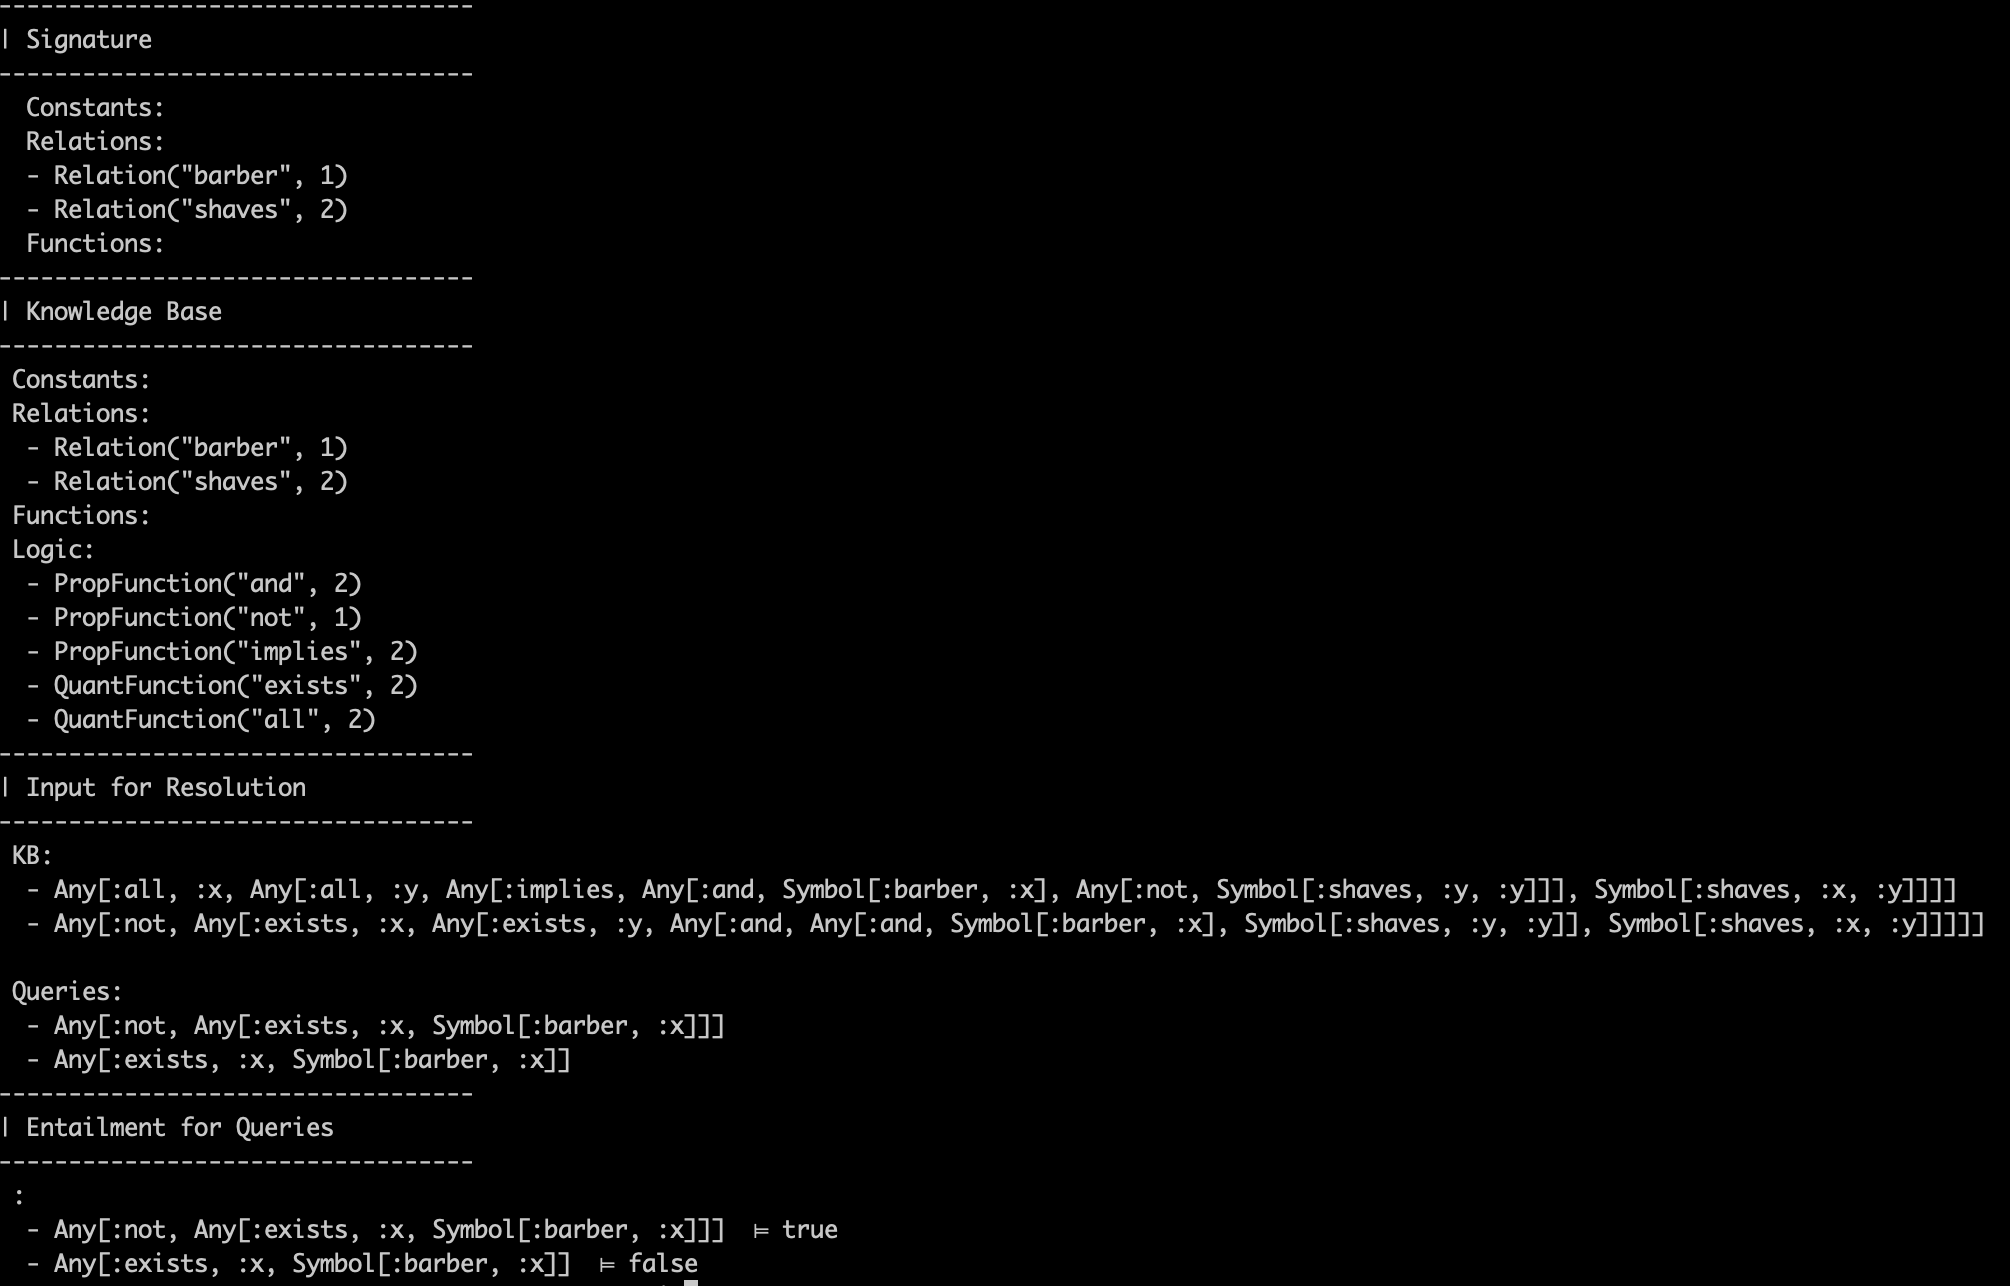 ----------------------------------
| Signature
----------------------------------
  Constants:
  Relations:
  - Relation("barber", 1)
  - Relation("shaves", 2)
  Functions:
----------------------------------
| Knowledge Base
----------------------------------
 Constants:
 Relations:
  - Relation("barber", 1)
  - Relation("shaves", 2)
 Functions:
 Logic:
  - PropFunction("and", 2)
  - PropFunction("not", 1)
  - PropFunction("implies", 2)
  - QuantFunction("exists", 2)
  - QuantFunction("all", 2)
----------------------------------
| Input for Resolution
----------------------------------
 KB:
  - Any[:all, :x, Any[:all, :y, Any[:implies, Any[:and, Symbol[:barber, :x], Any[:not, Symbol[:shaves, :y, :y]]], Symbol[:shaves, :x, :y]]]]
  - Any[:not, Any[:exists, :x, Any[:exists, :y, Any[:and, Any[:and, Symbol[:barber, :x], Symbol[:shaves, :y, :y]], Symbol[:shaves, :x, :y]]]]]

 Queries:
  - Any[:not, Any[:exists, :x, Symbol[:barber, :x]]]
  - Any[:exists, :x, Symbol[:barber, :x]]
----------------------------------
| Entailment for Queries
----------------------------------
 :
  - Any[:not, Any[:exists, :x, Symbol[:barber, :x]]]  ⊨ true
  - Any[:exists, :x, Symbol[:barber, :x]]  ⊨ false